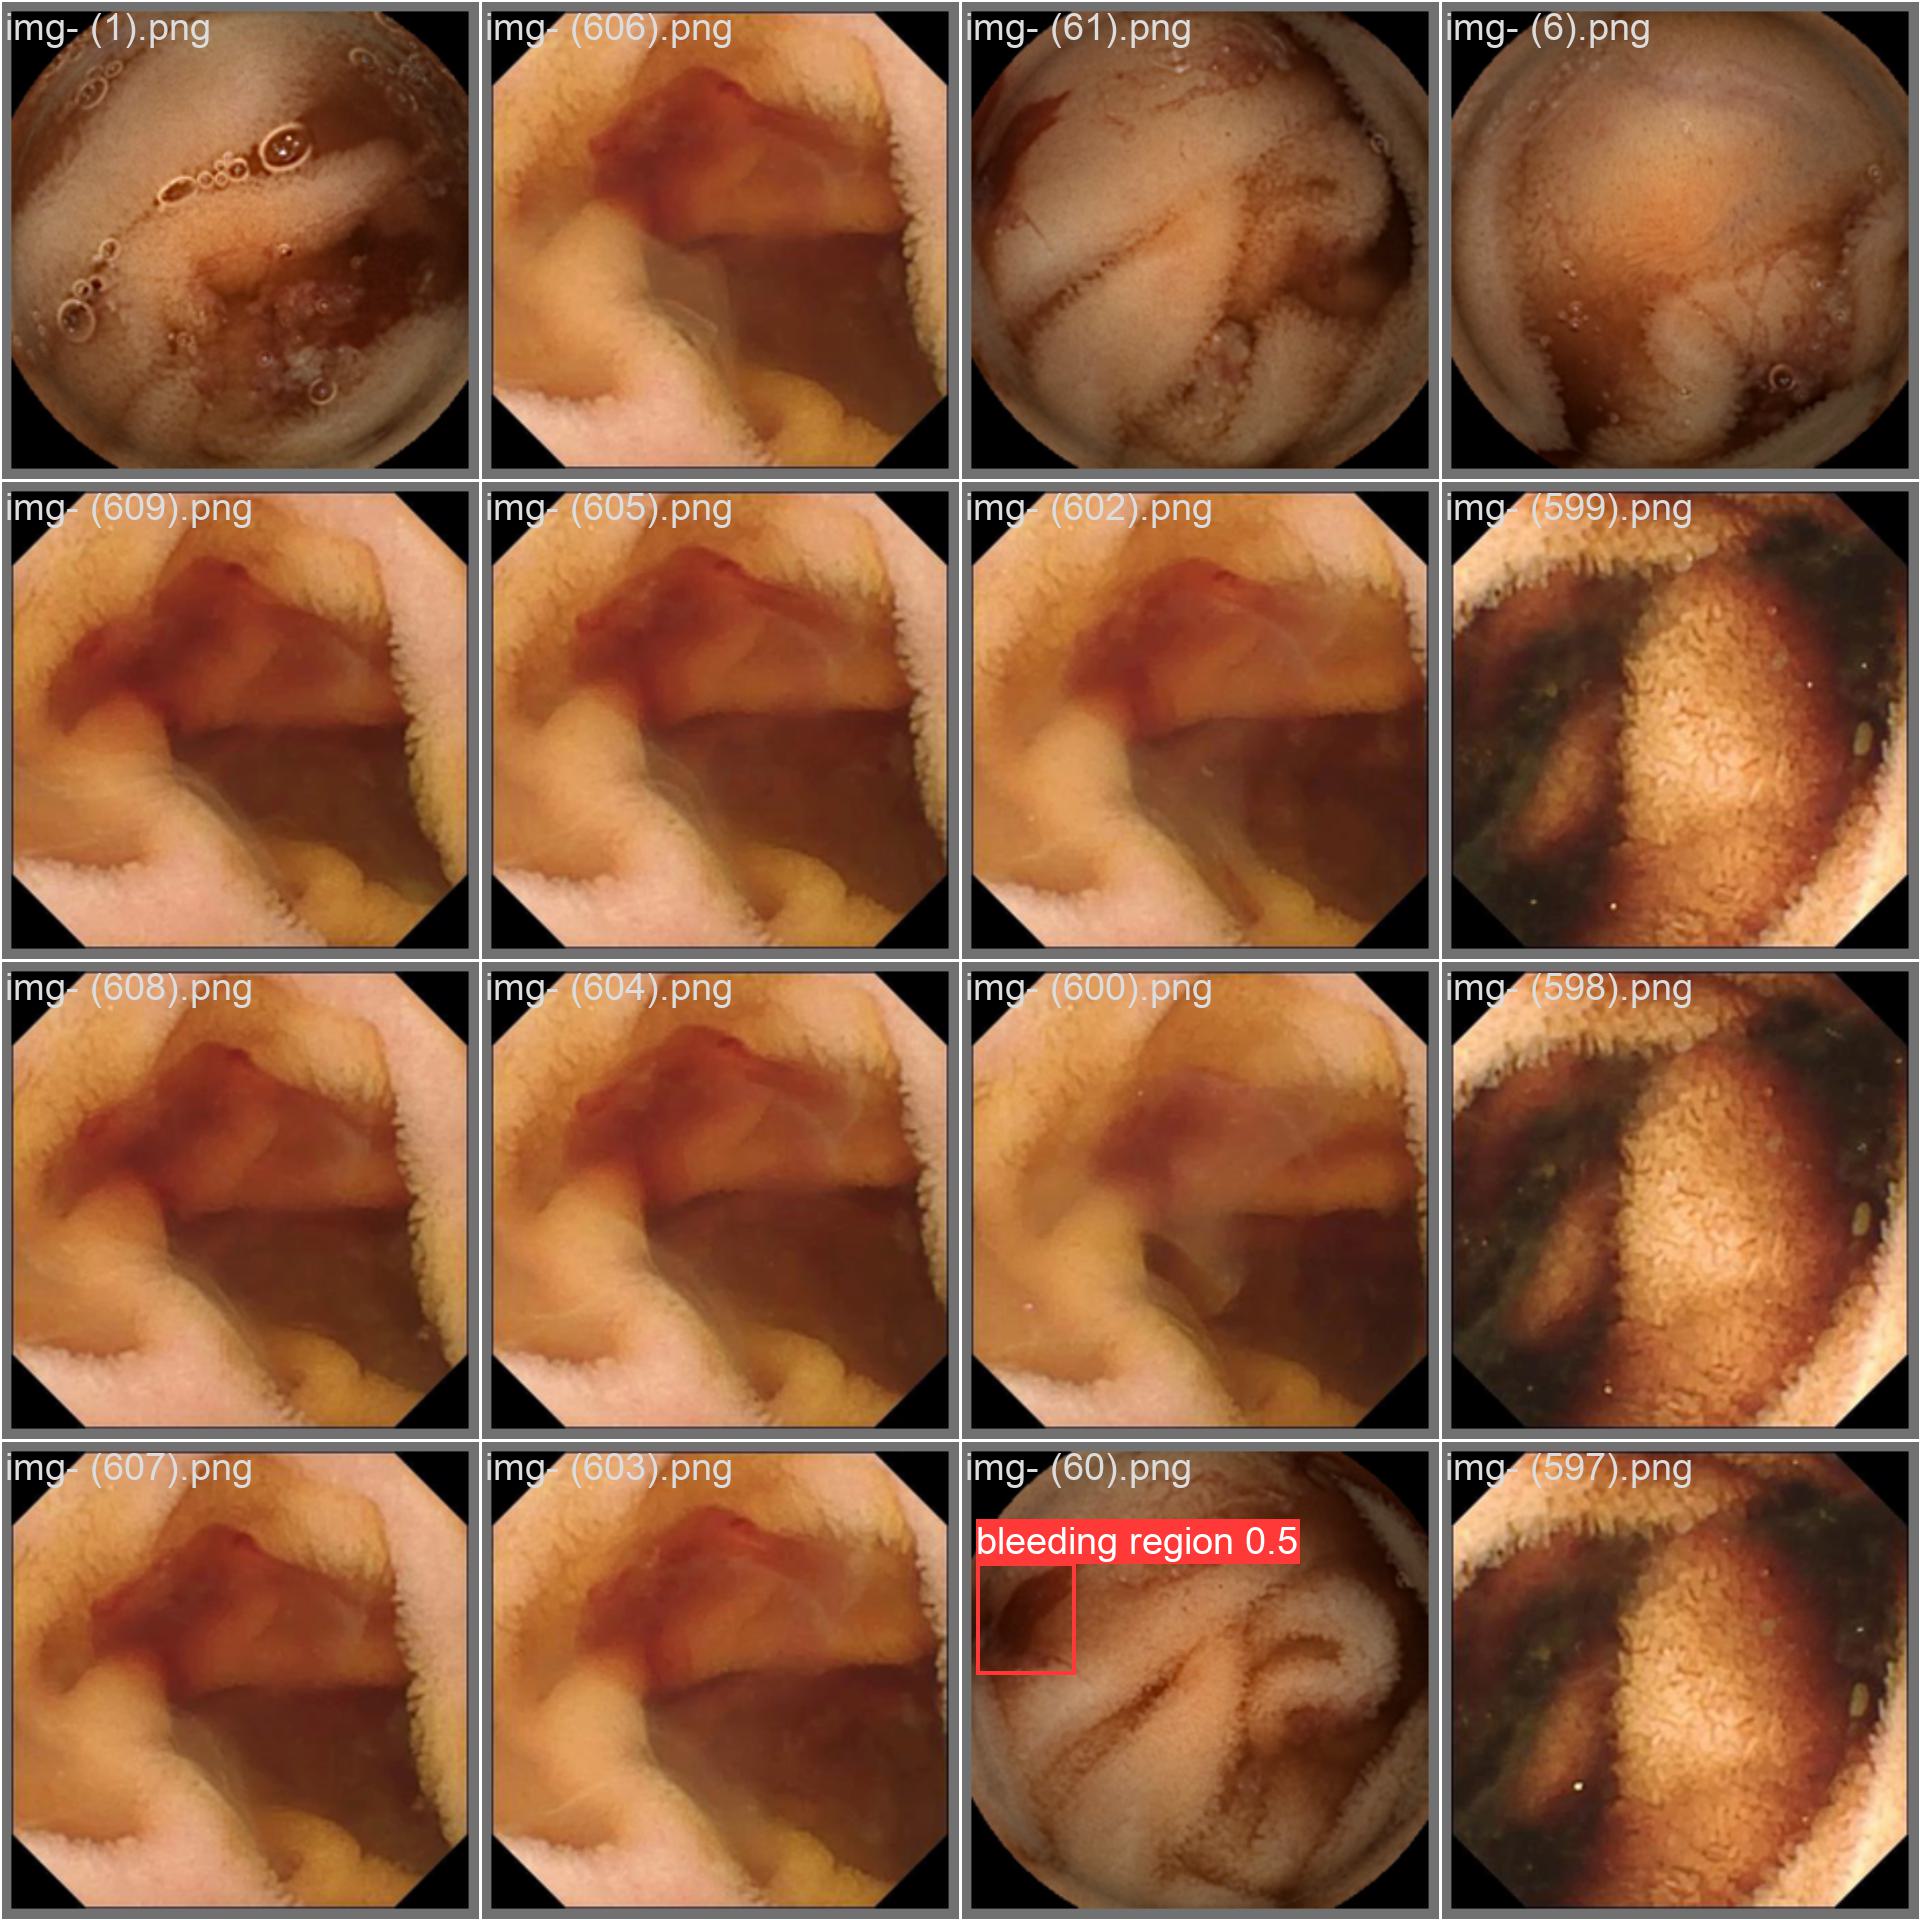 img- (1).png
img- (606).png
img- (61).png
img- (6).png
img- (609).png
img- (605).png
img- (602).png
img- (599).png
img- (608).png
img- (604).png
img- (600).png
img- (598).png
img- (607).png
img- (603).png
img- (60).png
img- (597).png
bleeding region 0.5